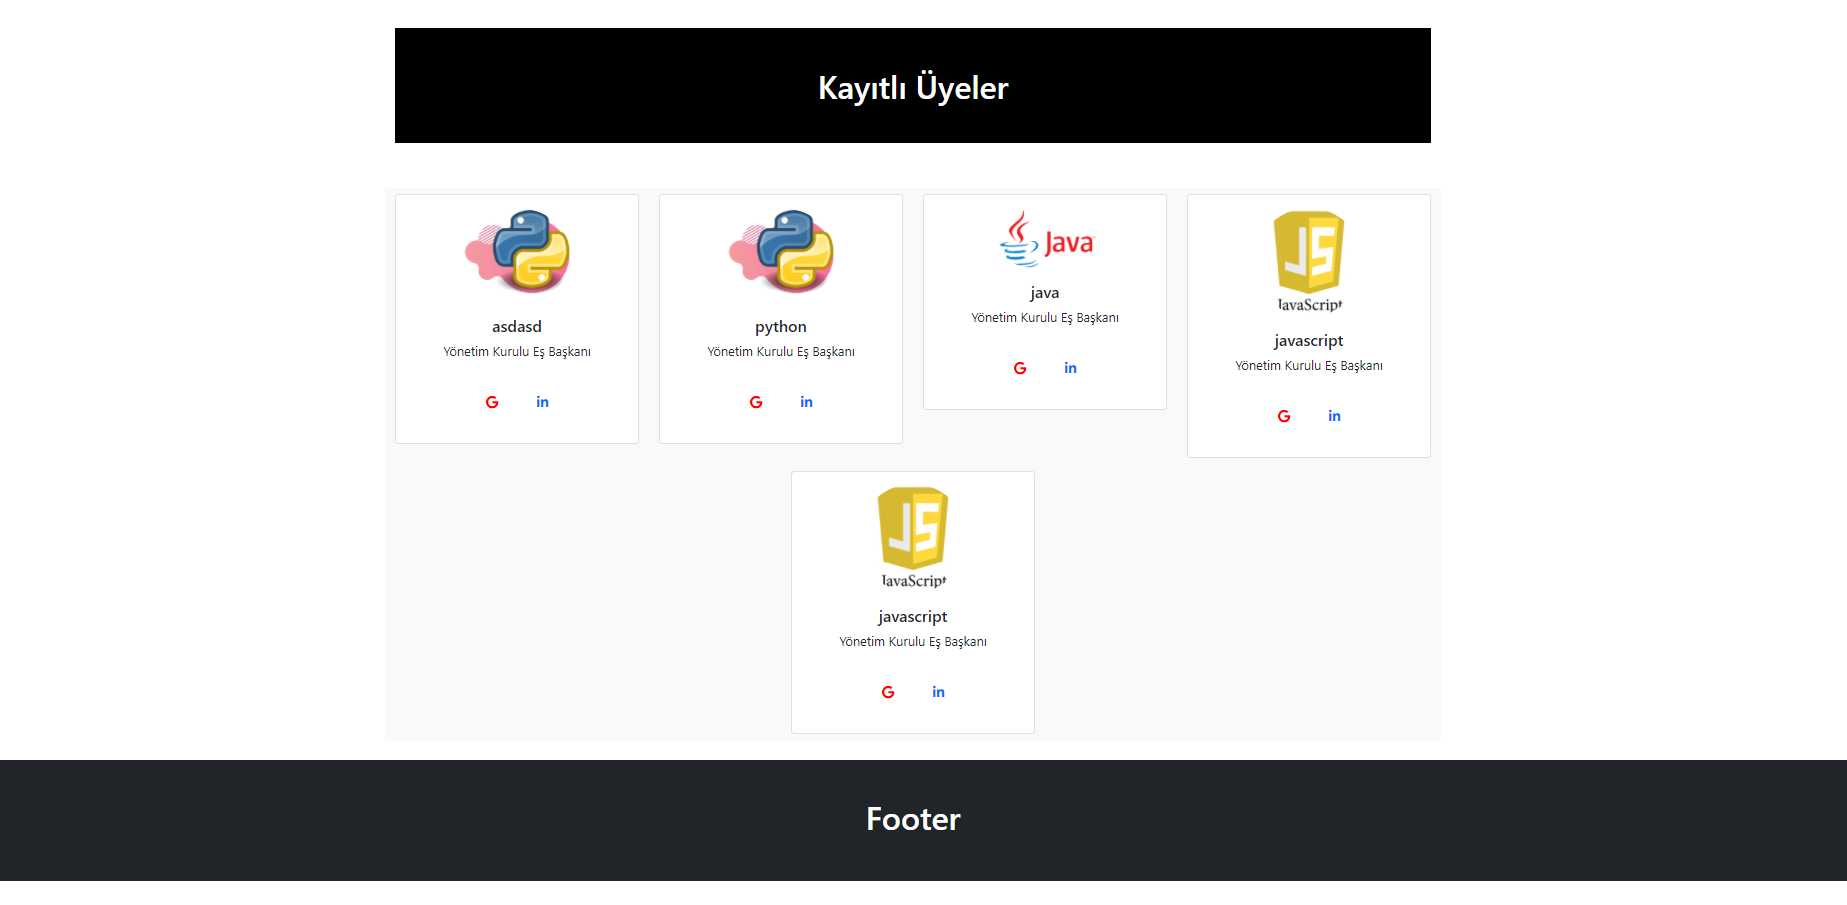 Kayıtlı Üyeler
asdasd
Yönetim Kurulu Eş Başkanı
G in
python
Yönetim Kurulu Eş Başkanı
G in
Java
java
Yönetim Kurulu Eş Başkanı
G in
JS
JavaScript
javascript
Yönetim Kurulu Eş Başkanı
G in
JS
JavaScript
javascript
Yönetim Kurulu Eş Başkanı
G in
Footer